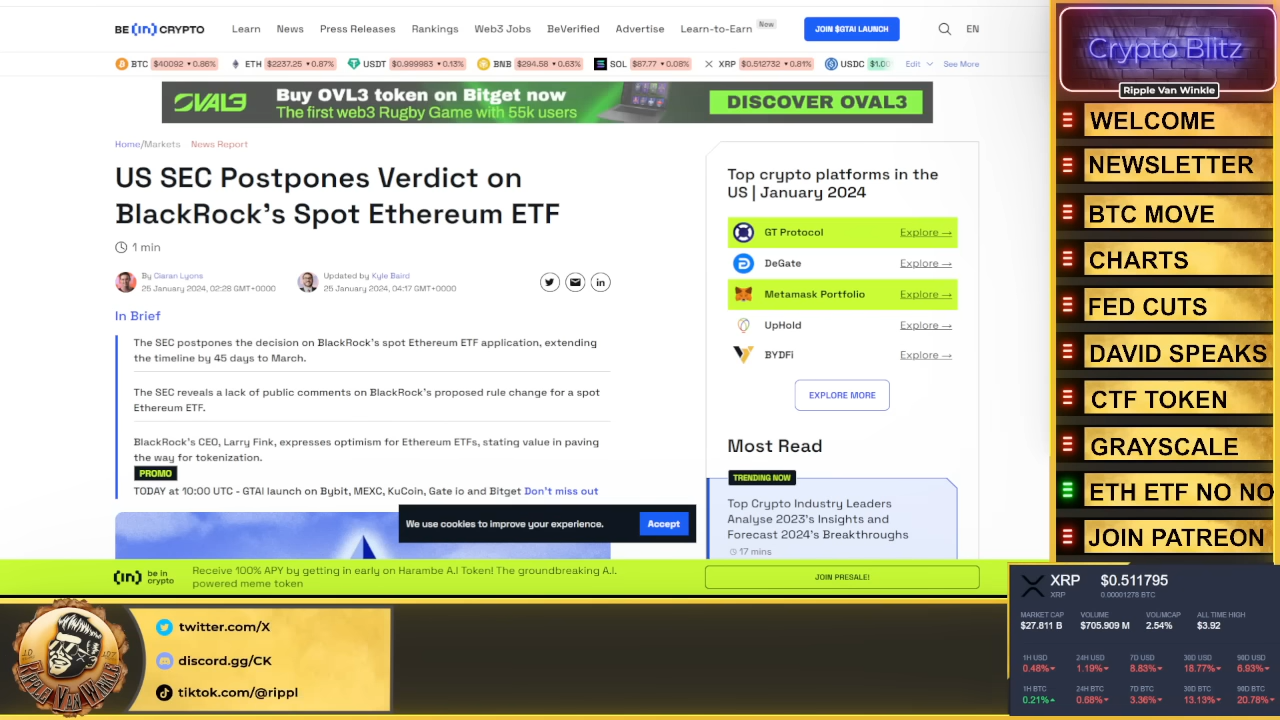 BE [IN] CRYPTO
Learn News Press Releases Rankings Web3 Jobs BeVerified Advertise Learn-to-Earn Now JOIN $GTAI LAUNCH EN
BTC $40092 ▾0.86% ETH $2237.25 ▾0.87% USDT $0.999983 ▾0.13% BNB $294.58 ▾0.63% SOL $87.77 ▾0.08% XRP $0.512732 ▾0.81% USDC $1.00 Edit See More
OVAL3 Buy OVL3 token on Bitget now
The first web3 Rugby Game with 55k users
DISCOVER OVAL3
Home/Markets News Report
US SEC Postpones Verdict on
BlackRock's Spot Ethereum ETF
1 min
By Ciaran Lyons
25 January 2024, 02:28 GMT+0000
Updated by Kyle Baird
25 January 2024, 04:17 GMT+0000
In Brief
The SEC postpones the decision on BlackRock's spot Ethereum ETF application, extending
the timeline by 45 days to March.
The SEC reveals a lack of public comments on BlackRock's proposed rule change for a spot
Ethereum ETF.
BlackRock's CEO, Larry Fink, expresses optimism for Ethereum ETFs, stating value in paving
the way for tokenization.
PROMO
TODAY at 10:00 UTC - GTAI launch on Bybit, MEXC, KuCoin, Gate io and Bitget Don't miss out
Top crypto platforms in the
US | January 2024
GT Protocol Explore →
DeGate Explore →
Metamask Portfolio Explore →
UpHold Explore →
BYDFi Explore →
EXPLORE MORE
Most Read
TRENDING NOW
Top Crypto Industry Leaders
Analyse 2023's Insights and
Forecast 2024's Breakthroughs
17 mins
We use cookies to improve your experience. Accept
(in) be in
crypto
Receive 100% APY by getting in early on Harambe A.I Token! The groundbreaking A.I.
powered meme token
JOIN PRESALE!
Crypto Blitz
Ripple Van Winkle
WELCOME
NEWSLETTER
BTC MOVE
CHARTS
FED CUTS
DAVID SPEAKS
CTF TOKEN
GRAYSCALE
ETH ETF NO NO
JOIN PATREON
XRP $0.511795
XRP 0.00001278 BTC
MARKET CAP VOLUME VOL/MCAP ALL TIME HIGH
$27.811 B $705.909 M 2.54% $3.92
1H USD 24H USD 7D USD 30D USD 90D USD
0.48%▾ 1.19%▾ 8.83%▾ 18.77%▾ 6.93%▾
1H BTC 24H BTC 7D BTC 30D BTC 90D BTC
0.21%▴ 0.68%▾ 3.36%▾ 13.13%▾ 20.78%▾
RIPPLE VAN WINKLE
twitter.com/X
discord.gg/CK
tiktok.com/@rippl